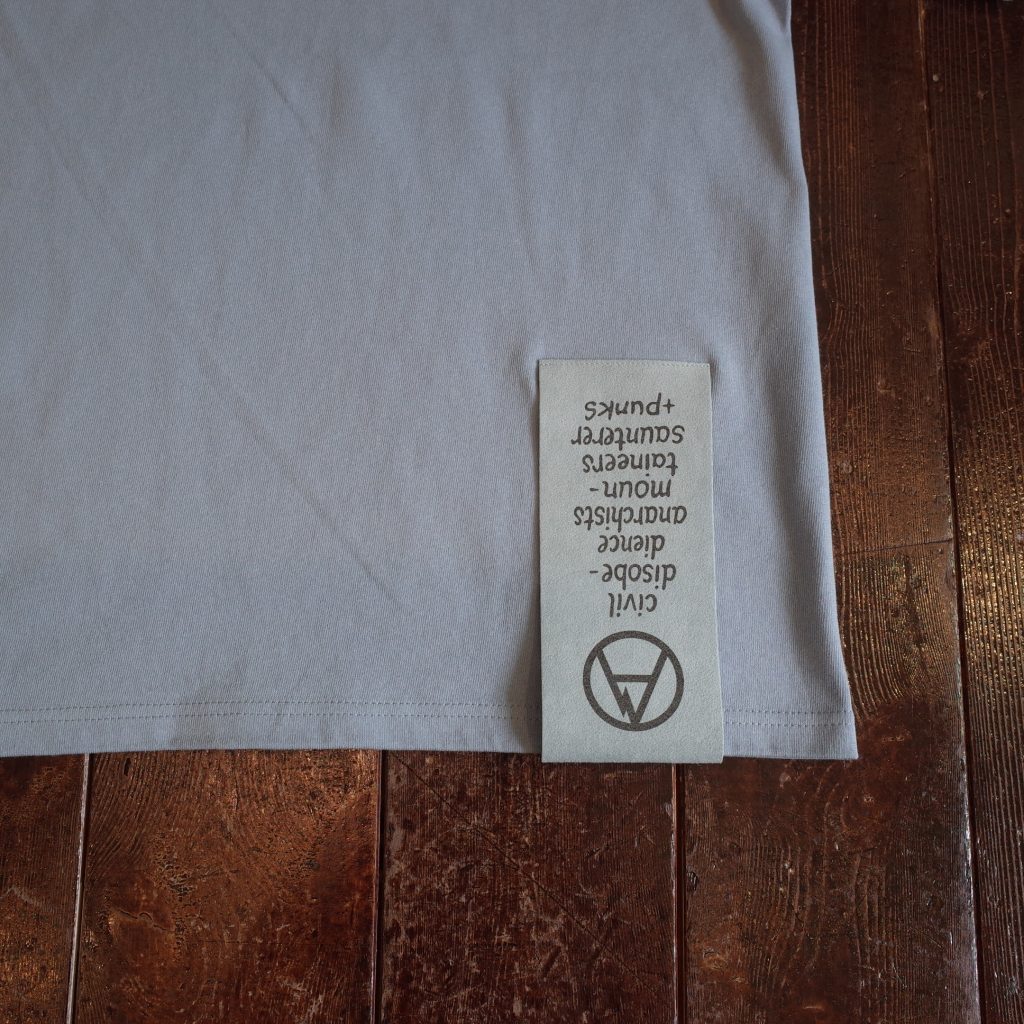 civil
disobe-
dience
anarchists
moun-
taineers
saunterer
+punks